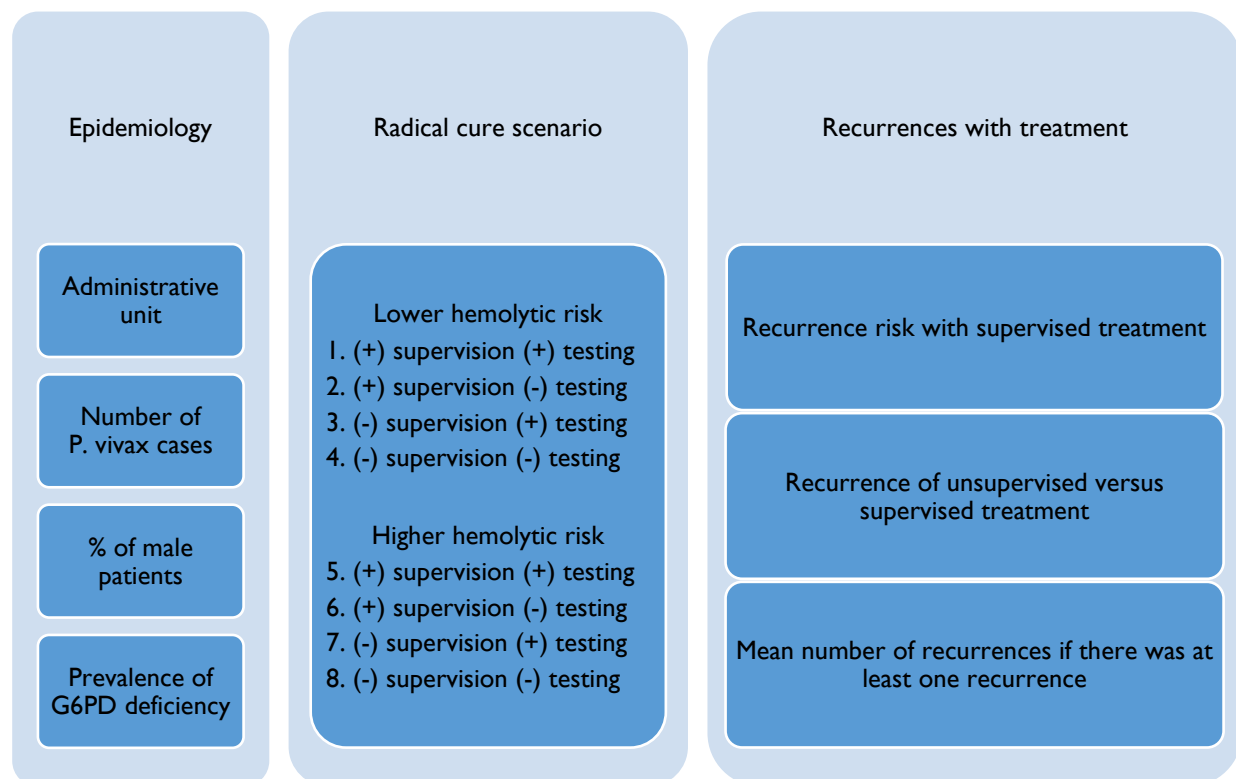 Epidemiology
Administrative
unit
Number of
P. vivax cases
% of male
patients
Prevalence of
G6PD deficiency
Radical cure scenario
Lower hemolytic risk
1. (+) supervision (+) testing
2. (+) supervision (-) testing
3. (-) supervision (+) testing
4. (-) supervision (-) testing
Higher hemolytic risk
5. (+) supervision (+) testing
6. (+) supervision (-) testing
7. (-) supervision (+) testing
8. (-) supervision (-) testing
Recurrences with treatment
Recurrence risk with supervised treatment
Recurrence of unsupervised versus
supervised treatment
Mean number of recurrences if there was at
least one recurrence